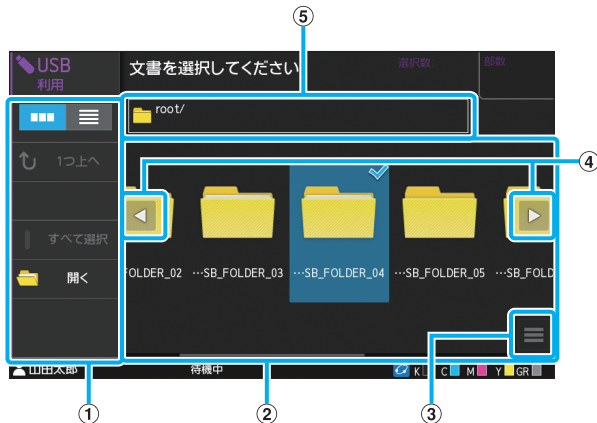 ⑤
USB
利用
文書を選択してください
選択数:
部数
root/
1つ上へ
④
すべて選択
開く
FOLDER_02 …SB_FOLDER_03 …SB_FOLDER_04 …SB_FOLDER_05 …SB_FOLD
山田太郎
待機中
K C M Y GR
① ② ③